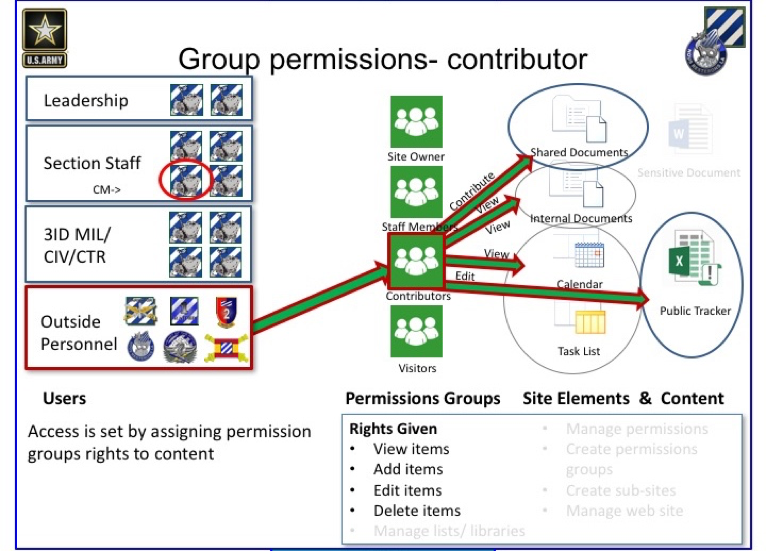 Group permissions- contributor
U.S.ARMY
Leadership
Section Staff
CM->
3ID MIL/
CIV/CTR
Outside
Personnel
2
Site Owner
Staff Members
Contributors
Visitors
Contribute
View
View
View
Edit
Shared Documents
Internal Documents
Calendar
Task List
W
Sensitive Document
X
Public Tracker
Users
Permissions Groups
Site Elements & Content
Access is set by assigning permission
groups rights to content
Rights Given
• View items
• Add items
• Edit items
• Delete items
• Manage lists/ libraries
• Manage permissions
• Create permissions
groups
• Create sub-sites
• Manage web site